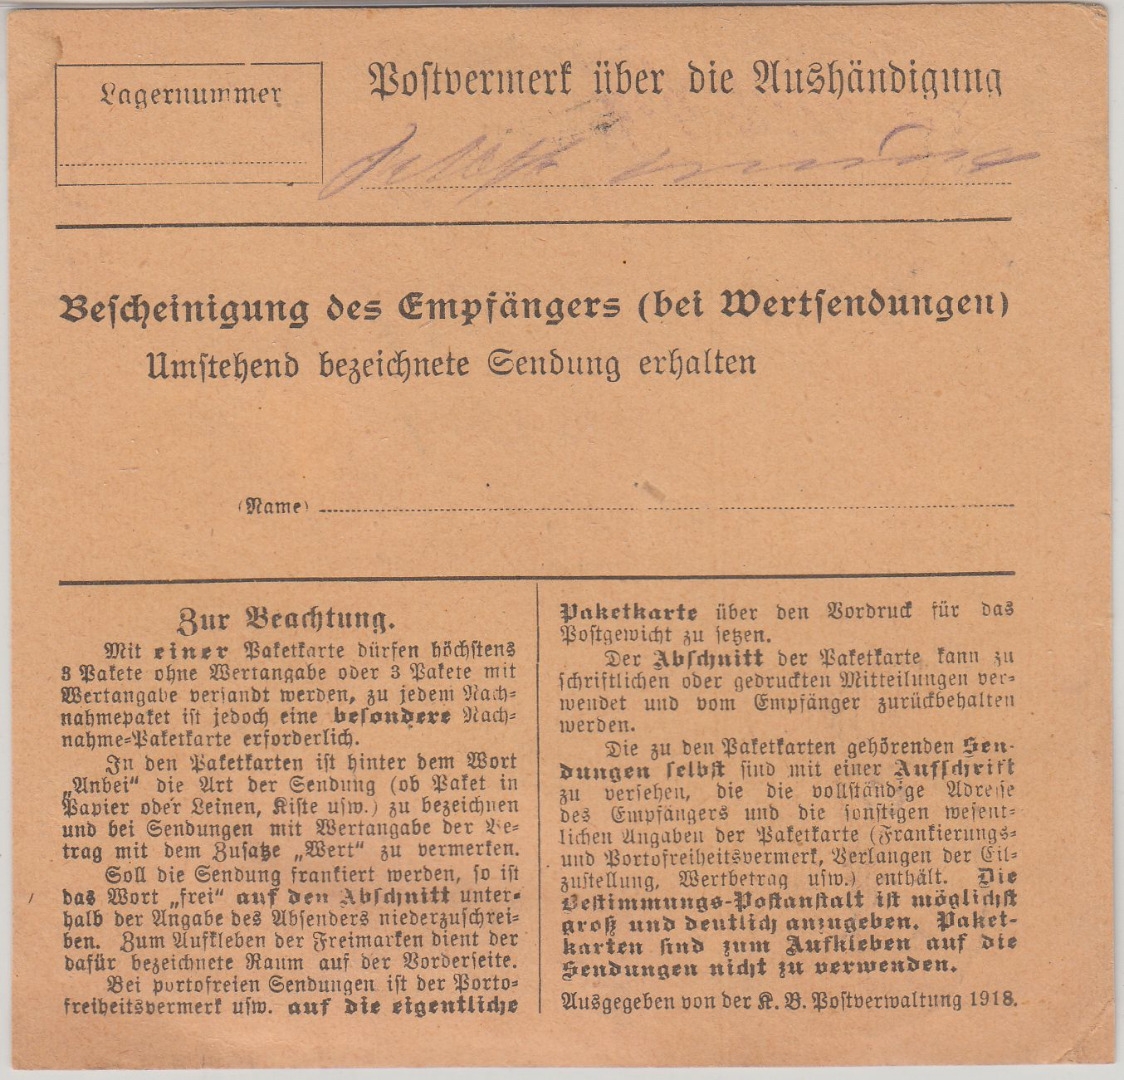 Lagernummer
Postvermerk über die Aushändigung
Bescheinigung des Empfängers (bei Wertsendungen)
Umstehend bezeichnete Sendung erhalten
(Name)
Zur Beachtung.
Mit einer Paketkarte dürfen höchstens
3 Pakete ohne Wertangabe oder 3 Pakete mit
Wertangabe versandt werden, zu jedem Nach-
nahmepaket ist jedoch eine besondere Nach-
nahme-Paketkarte erforderlich.
In den Paketkarten ist hinter dem Wort
„Anbei“ die Art der Sendung (ob Paket in
Papier oder Leinen, Kiste usw.) zu bezeichnen
und bei Sendungen mit Wertangabe der Be-
trag mit dem Zusatze „Wert“ zu vermerken.
Soll die Sendung frankiert werden, so ist
das Wort „frei“ auf den Abschnitt unter-
halb der Angabe des Absenders niederzuschrei-
ben. Zum Aufkleben der Freimarken dient der
dafür bezeichnete Raum auf der Vorderseite.
Bei portofreien Sendungen ist der Porto-
freiheitsvermerk usw. auf die eigentliche
Paketkarte über den Vordruck für das
Postgewicht zu setzen.
Der Abschnitt der Paketkarte kann zu
schriftlichen oder gedruckten Mitteilungen ver-
wendet und vom Empfänger zurückbehalten
werden.
Die zu den Paketkarten gehörenden Sen-
dungen selbst sind mit einer Aufschrift
zu versehen, die die vollständige Adresse
des Empfängers und die sonstigen wesent-
lichen Angaben der Paketkarte (Frankierungs-
und Portofreiheitsvermerk, Verlangen der Eil-
zustellung, Wertbetrag usw.) enthält. Die
Bestimmungs-Postanstalt ist möglichst
groß und deutlich anzugeben. Paket-
karten sind zum Aufkleben auf die
Sendungen nicht zu verwenden.
Ausgegeben von der K. B. Postverwaltung 1918.